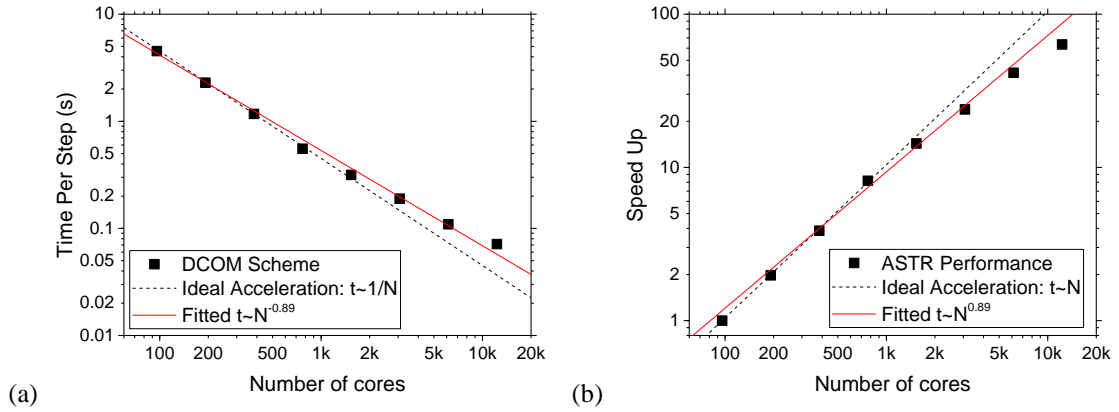 10
5
2
1
0.5
0.2
0.1
0.05
0.02
0.01
Time Per Step (s)
DCOM Scheme
Ideal Acceleration: t~1/N
Fitted t~N^-0.89
100 200 500 1k 2k 5k 10k 20k
Number of cores
(a)
100
50
20
10
5
2
1
Speed Up
ASTR Performance
Ideal Acceleration: t~N
Fitted t~N^0.89
100 200 500 1k 2k 5k 10k 20k
Number of cores
(b)